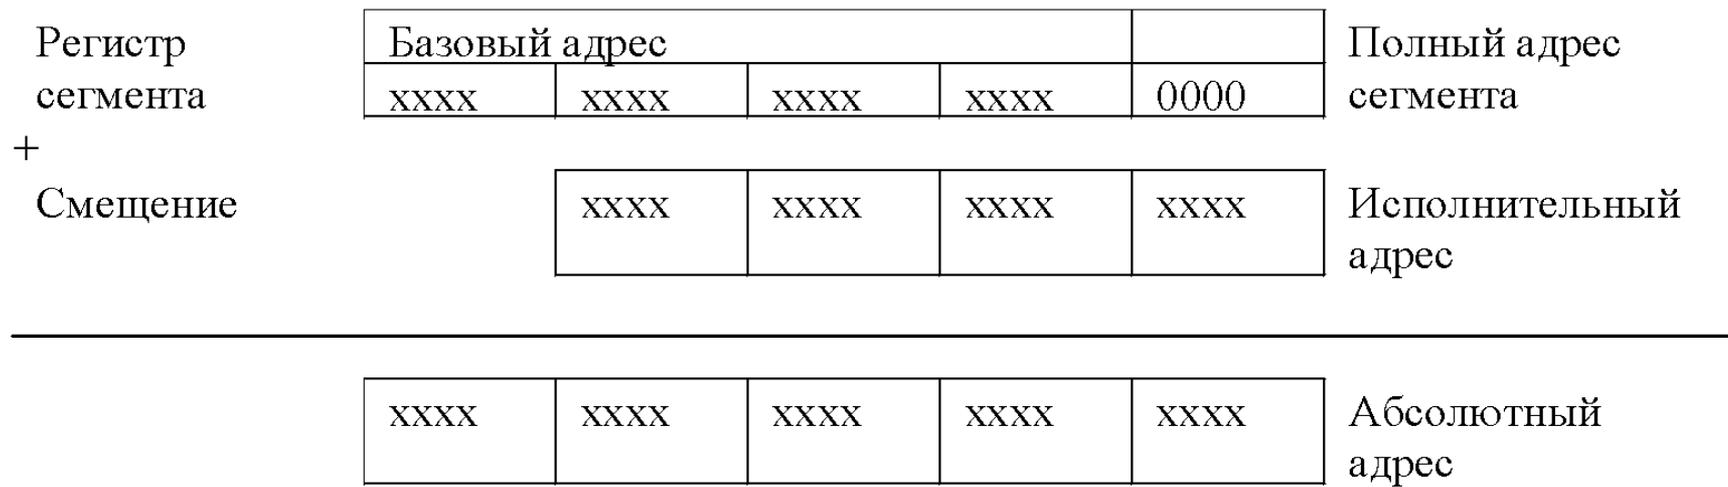 Регистр сегмента
Базовый адрес
xxxx xxxx xxxx xxxx 0000
Полный адрес сегмента
+
Смещение
xxxx xxxx xxxx xxxx
Исполнительный адрес
xxxx xxxx xxxx xxxx xxxx
Абсолютный адрес